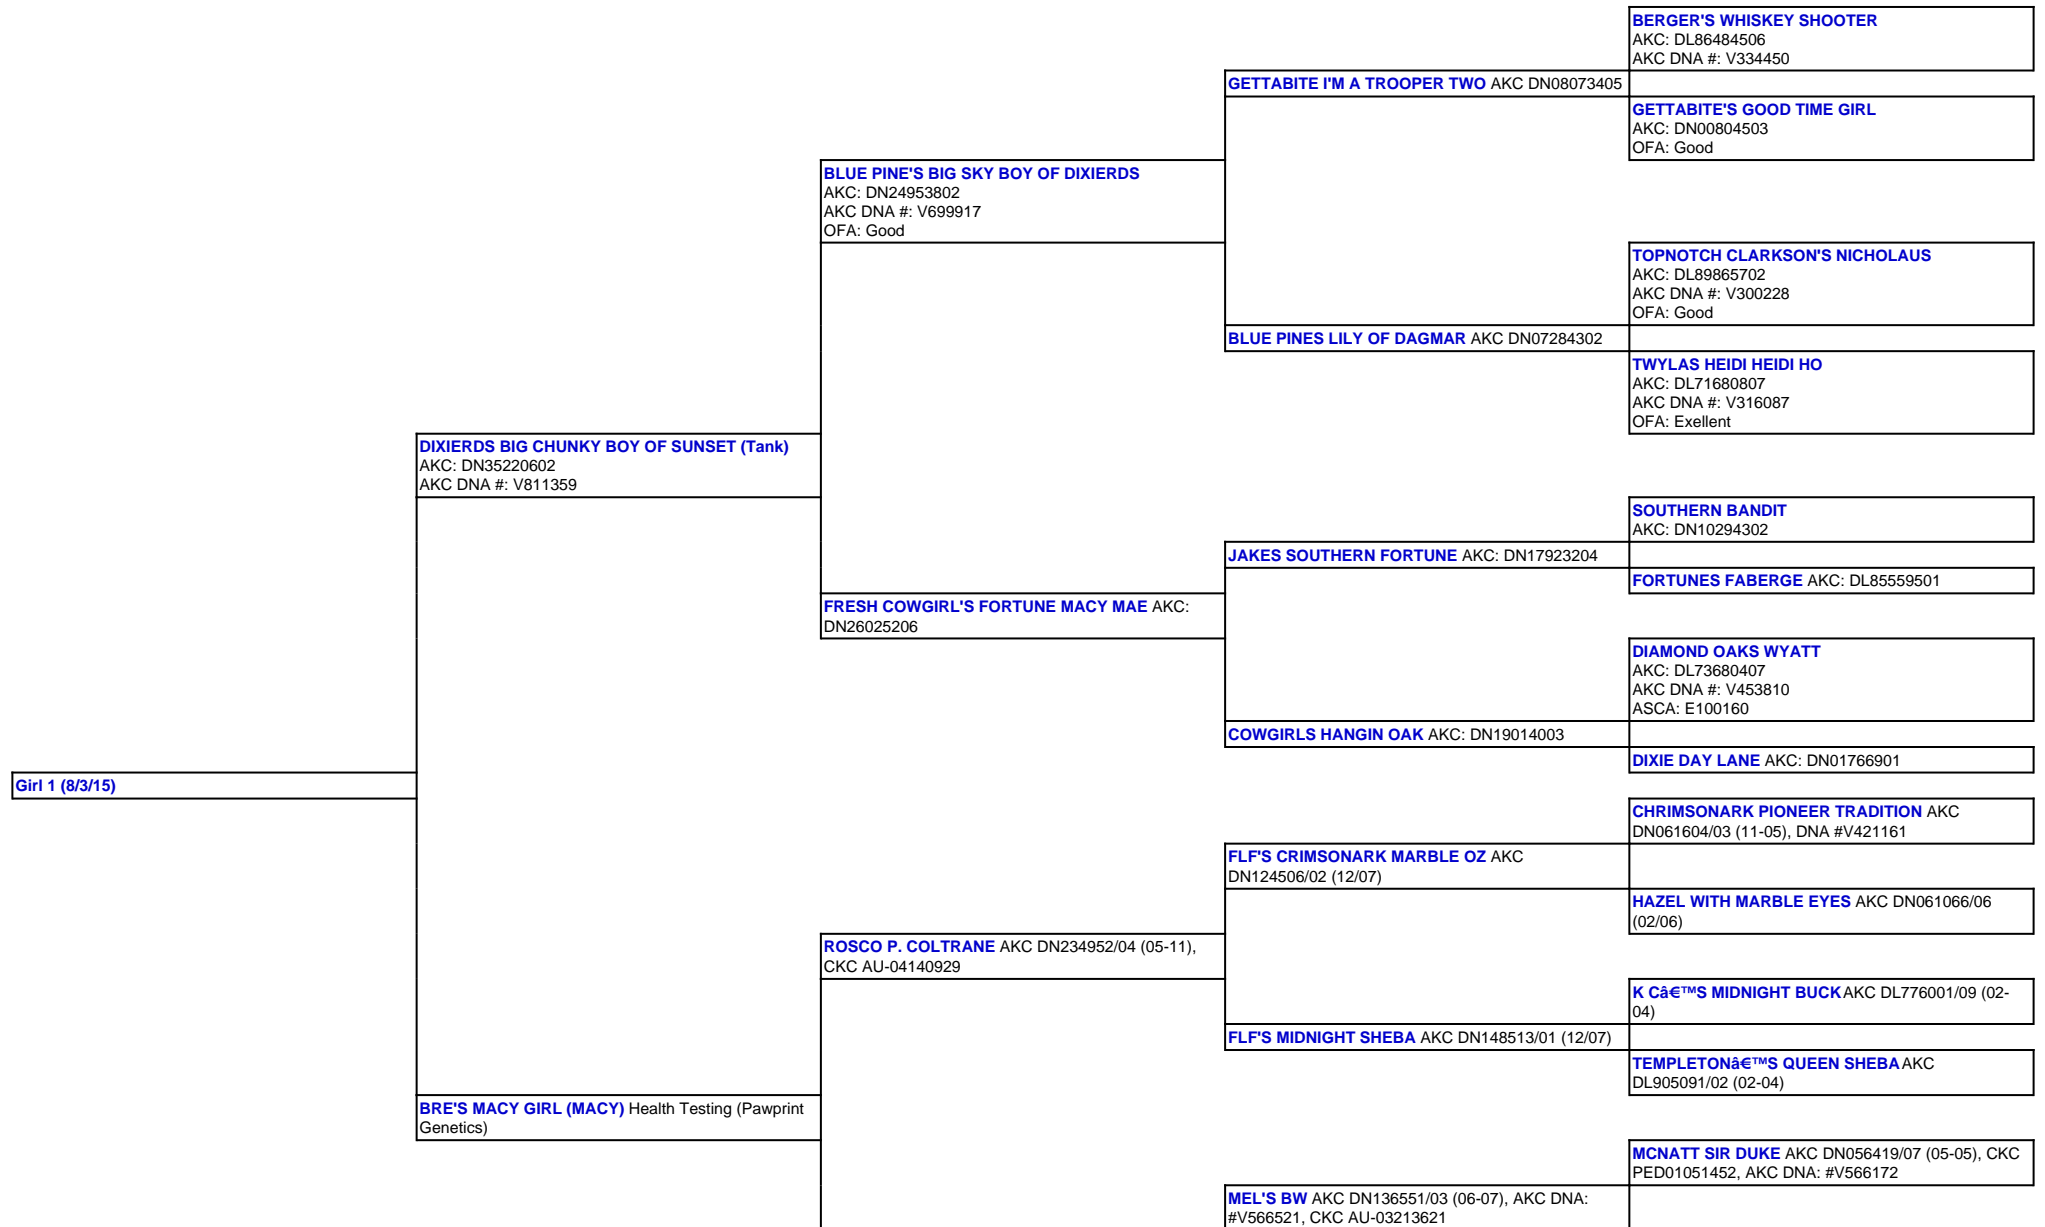 BERGER'S WHISKEY SHOOTER
AKC: DL86484506
AKC DNA #: V334450
GETTABITE I'M A TROOPER TWO AKC DN08073405
GETTABITE'S GOOD TIME GIRL
AKC: DN00804503
OFA: Good
BLUE PINE'S BIG SKY BOY OF DIXIERDS
AKC: DN24953802
AKC DNA #: V699917
OFA: Good
TOPNOTCH CLARKSON'S NICHOLAUS
AKC: DL89865702
AKC DNA #: V300228
OFA: Good
BLUE PINES LILY OF DAGMAR AKC DN07284302
TWYLAS HEIDI HEIDI HO
AKC: DL71680807
AKC DNA #: V316087
OFA: Exellent
DIXIERDS BIG CHUNKY BOY OF SUNSET (Tank)
AKC: DN35220602
AKC DNA #: V811359
SOUTHERN BANDIT
AKC: DN10294302
JAKES SOUTHERN FORTUNE AKC: DN17923204
FORTUNES FABERGE AKC: DL85559501
FRESH COWGIRL'S FORTUNE MACY MAE AKC:
DN26025206
DIAMOND OAKS WYATT
AKC: DL73680407
AKC DNA #: V453810
ASCA: E100160
COWGIRLS HANGIN OAK AKC: DN19014003
DIXIE DAY LANE AKC: DN01766901
Girl 1 (8/3/15)
CHRIMSONARK PIONEER TRADITION AKC
DN061604/03 (11-05), DNA #V421161
FLF'S CRIMSONARK MARBLE OZ AKC
DN124506/02 (12/07)
HAZEL WITH MARBLE EYES AKC DN061066/06
(02/06)
ROSCO P. COLTRANE AKC DN234952/04 (05-11),
CKC AU-04140929
K Câ€™S MIDNIGHT BUCK AKC DL776001/09 (02-
04)
FLF'S MIDNIGHT SHEBA AKC DN148513/01 (12/07)
TEMPLETONâ€™S QUEEN SHEBA AKC
DL905091/02 (02-04)
BRE'S MACY GIRL (MACY) Health Testing (Pawprint
Genetics)
MCNATT SIR DUKE AKC DN056419/07 (05-05), CKC
PED01051452, AKC DNA: #V566172
MEL'S BW AKC DN136551/03 (06-07), AKC DNA:
#V566521, CKC AU-03213621